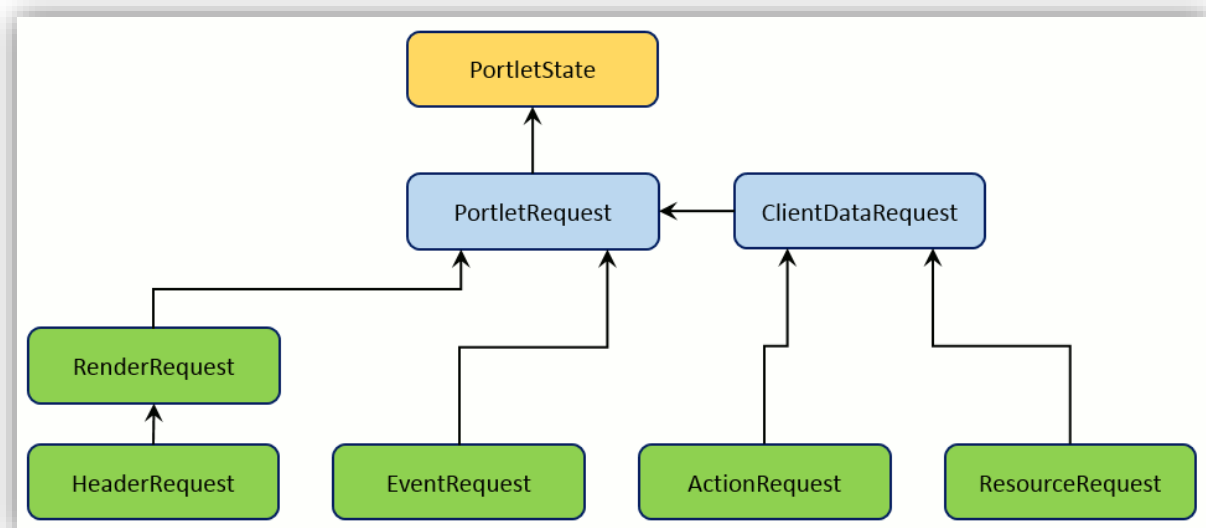 PortletState
PortletRequest
ClientDataRequest
RenderRequest
HeaderRequest
EventRequest
ActionRequest
ResourceRequest